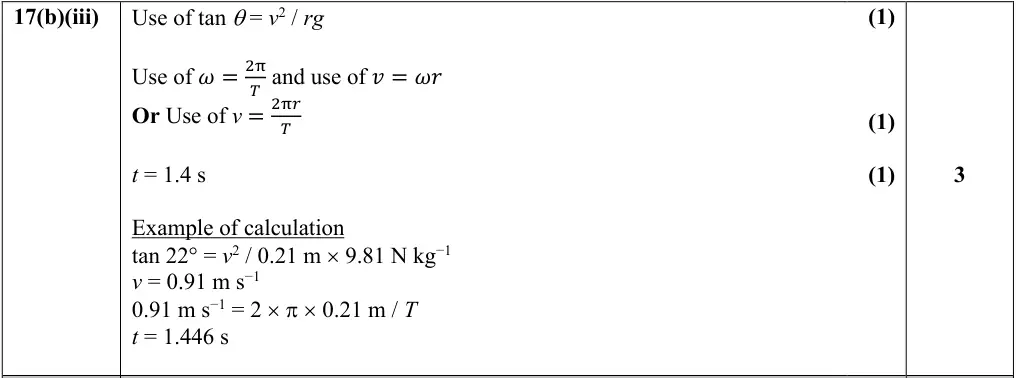 17(b)(iii) Use of tan θ = v² / rg (1)
Use of ω = 2π/T and use of v = ωr
Or Use of v = 2πr/T (1)
t = 1.4 s (1) 3
Example of calculation
tan 22° = v² / 0.21 m × 9.81 N kg⁻¹
v = 0.91 m s⁻¹
0.91 m s⁻¹ = 2 × π × 0.21 m / T
t = 1.446 s